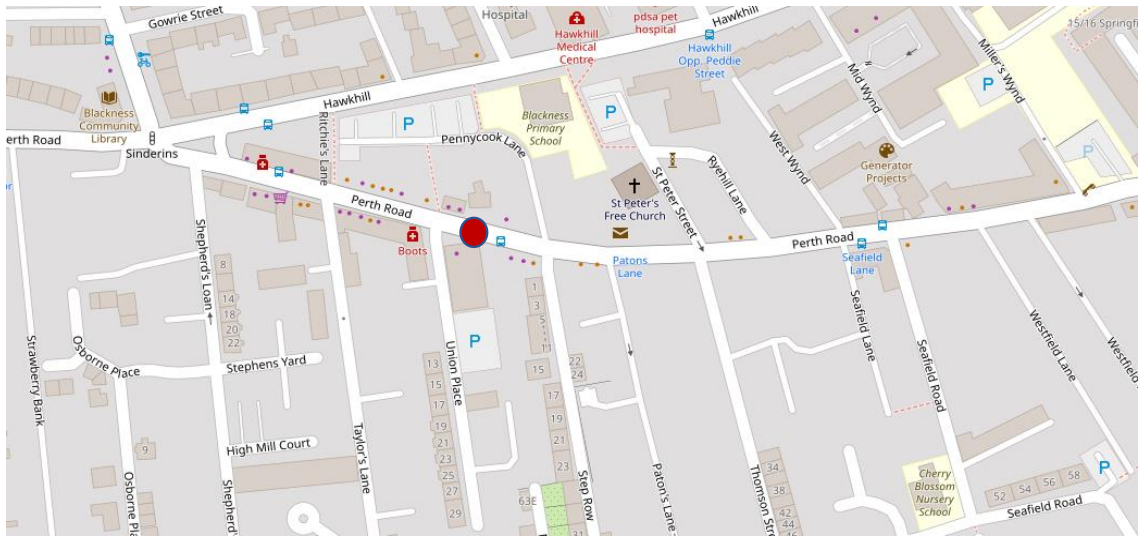 Gowrie Street
Hospital
Hawkhill
Medical
Centre
pdsa pet
hospital
Hawkhill
Hawkhill
Opp. Peddie
Street
Mid Wynd
Miller's Wynd
15/16 Springfi
Blackness
Community
Library
Hawkhill
P
Pennycook Lane
Blackness
Primary
School
P
West Wynd
P
P
erth Road
Sinderins
Ritchie's Lane
Ryehill Lane
Generator
Projects
St Peter Street
St Peter's
Free Church
Perth Road
Shepherd's Loan
Boots
Patons
Lane
Perth Road
Seafield
Lane
8
14
18
20
22
Osborne Place
Stephens Yard
Strawberry Bank
P
Union Place
1
3
5
11
15
22
24
Seafield Lane
Seafield Road
Westfield Lane
Westfield
13
15
17
19
21
23
25
27
29
17
19
21
23
9
High Mill Court
Taylor's Lane
Osborne Pla
Shepherd'
63E
Step Row
Paton's Lane
Thomson Stre
34
38
42
44
46
Cherry
Blossom
Nursery
School
52
54
56
58
P
Seafield Road